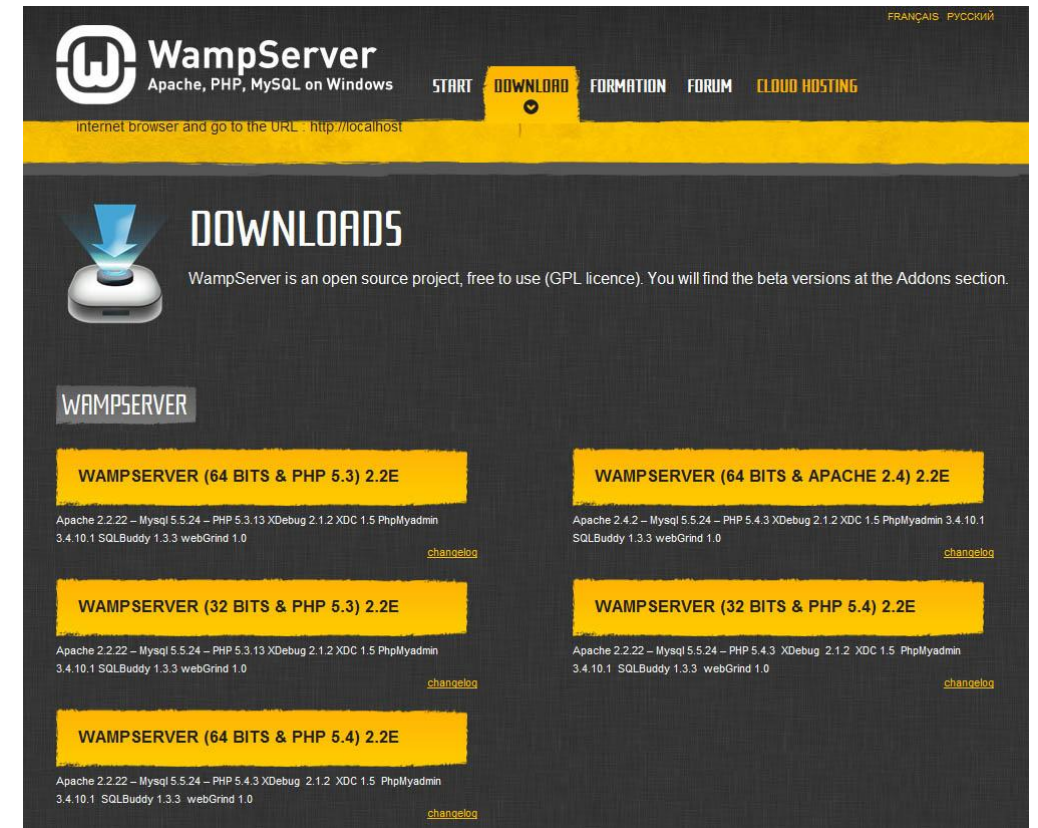 FRANÇAIS РУССКИЙ
WampServer
Apache, PHP, MySQL on Windows
START DOWNLOAD FORMATION FORUM CLOUD HOSTING
internet browser and go to the URL : http://localhost
DOWNLOADS
WampServer is an open source project, free to use (GPL licence). You will find the beta versions at the Addons section.
WAMPSERVER
WAMPSERVER (64 BITS & PHP 5.3) 2.2E
Apache 2.2.22 – Mysql 5.5.24 – PHP 5.3.13 XDebug 2.1.2 XDC 1.5 PhpMyadmin
3.4.10.1 SQLBuddy 1.3.3 webGrind 1.0
changelog
WAMPSERVER (64 BITS & APACHE 2.4) 2.2E
Apache 2.4.2 – Mysql 5.5.24 – PHP 5.4.3 XDebug 2.1.2 XDC 1.5 PhpMyadmin 3.4.10.1
SQLBuddy 1.3.3 webGrind 1.0
changelog
WAMPSERVER (32 BITS & PHP 5.3) 2.2E
Apache 2.2.22 – Mysql 5.5.24 – PHP 5.3.13 XDebug 2.1.2 XDC 1.5 PhpMyadmin
3.4.10.1 SQLBuddy 1.3.3 webGrind 1.0
changelog
WAMPSERVER (32 BITS & PHP 5.4) 2.2E
Apache 2.2.22 – Mysql 5.5.24 – PHP 5.4.3 XDebug 2.1.2 XDC 1.5 PhpMyadmin
3.4.10.1 SQLBuddy 1.3.3 webGrind 1.0
changelog
WAMPSERVER (64 BITS & PHP 5.4) 2.2E
Apache 2.2.22 – Mysql 5.5.24 – PHP 5.4.3 XDebug 2.1.2 XDC 1.5 PhpMyadmin
3.4.10.1 SQLBuddy 1.3.3 webGrind 1.0
changelog